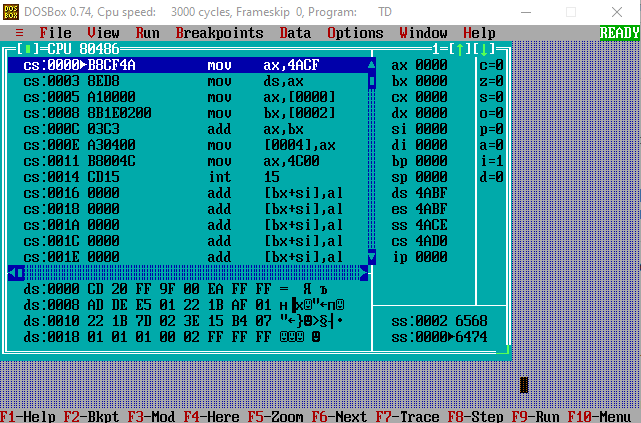 DOSBox 0.74, Cpu speed: 3000 cycles, Frameskip 0, Program: TD
≡ File View Run Breakpoints Data Options Window Help READY
[■]=CPU 80486 1=[↑][↓]
cs:0000►B8CF4A mov ax,4ACF
cs:0003 8ED8 mov ds,ax
cs:0005 A10000 mov ax,[0000]
cs:0008 8B1E0200 mov bx,[0002]
cs:000C 03C3 add ax,bx
cs:000E A30400 mov [0004],ax
cs:0011 B8004C mov ax,4C00
cs:0014 CD15 int 15
cs:0016 0000 add [bx+si],al
cs:0018 0000 add [bx+si],al
cs:001A 0000 add [bx+si],al
cs:001C 0000 add [bx+si],al
cs:001E 0000 add [bx+si],al
ax 0000 c=0
bx 0000 z=0
cx 0000 s=0
dx 0000 o=0
si 0000 p=0
di 0000 a=0
bp 0000 i=1
sp 0000 d=0
ds 4ABF
es 4ABF
ss 4ACE
cs 4AD0
ip 0000
ds:0000 CD 20 FF 9F 00 EA FF FF = Я ъ
ds:0008 AD DE E5 01 22 1B AF 01 н▐х☺"←п☺
ds:0010 22 1B 7D 02 3E 15 B4 07 "←}☻>§┤•
ds:0018 01 01 01 00 02 FF FF FF ☺☺☺ ☻
ss:0002 6568
ss:0000►6474
F1-Help F2-Bkpt F3-Mod F4-Here F5-Zoom F6-Next F7-Trace F8-Step F9-Run F10-Menu